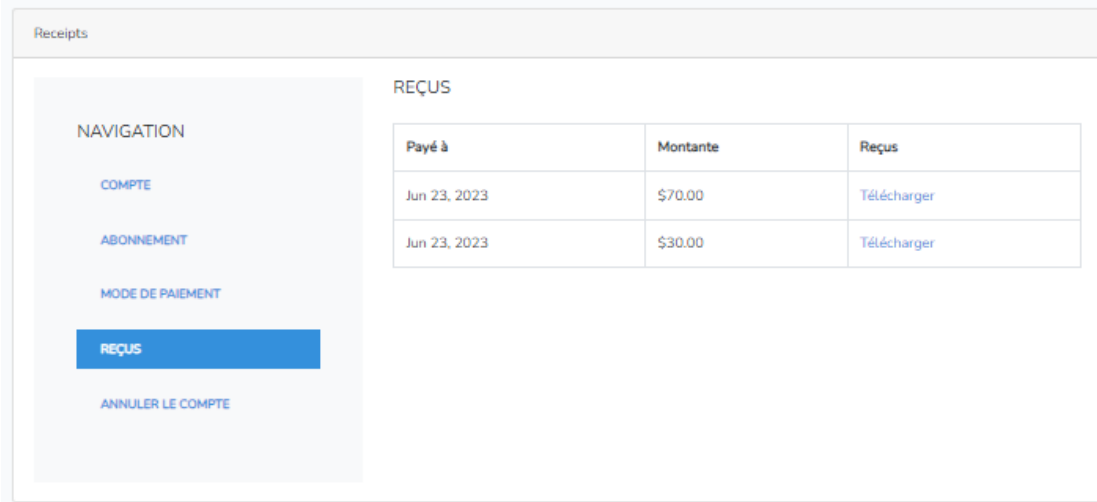 Receipts
NAVIGATION
COMPTE
ABONNEMENT
MODE DE PAIEMENT
REÇUS
ANNULER LE COMPTE
REÇUS
Payé à Montante Reçus
Jun 23, 2023 $70.00 Télécharger
Jun 23, 2023 $30.00 Télécharger